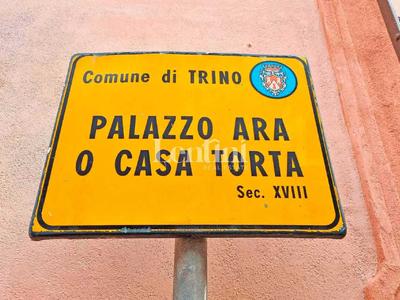 Comune di TRINO
PALAZZO ARA
O CASA TORTA
Sec. XVIII